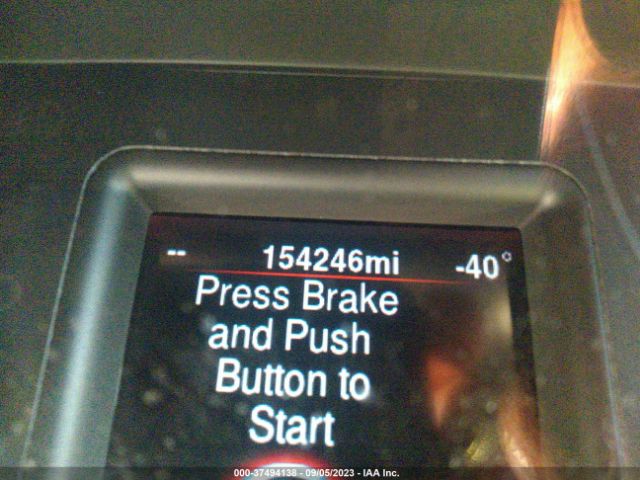 -- 154246mi -40°
Press Brake
and Push
Button to
Start
000-37494138 - 09/05/2023 - IAA Inc.